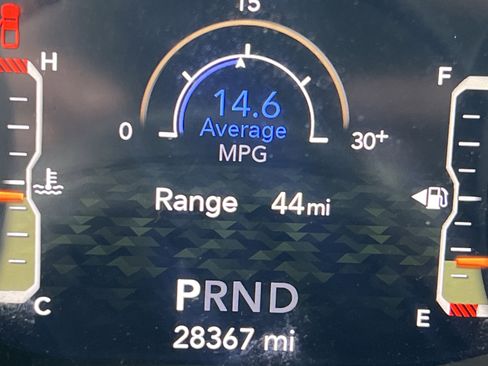 15
H
F
14.6
0
Average
30+
MPG
Range 44mi
PRND
C
E
28367 mi